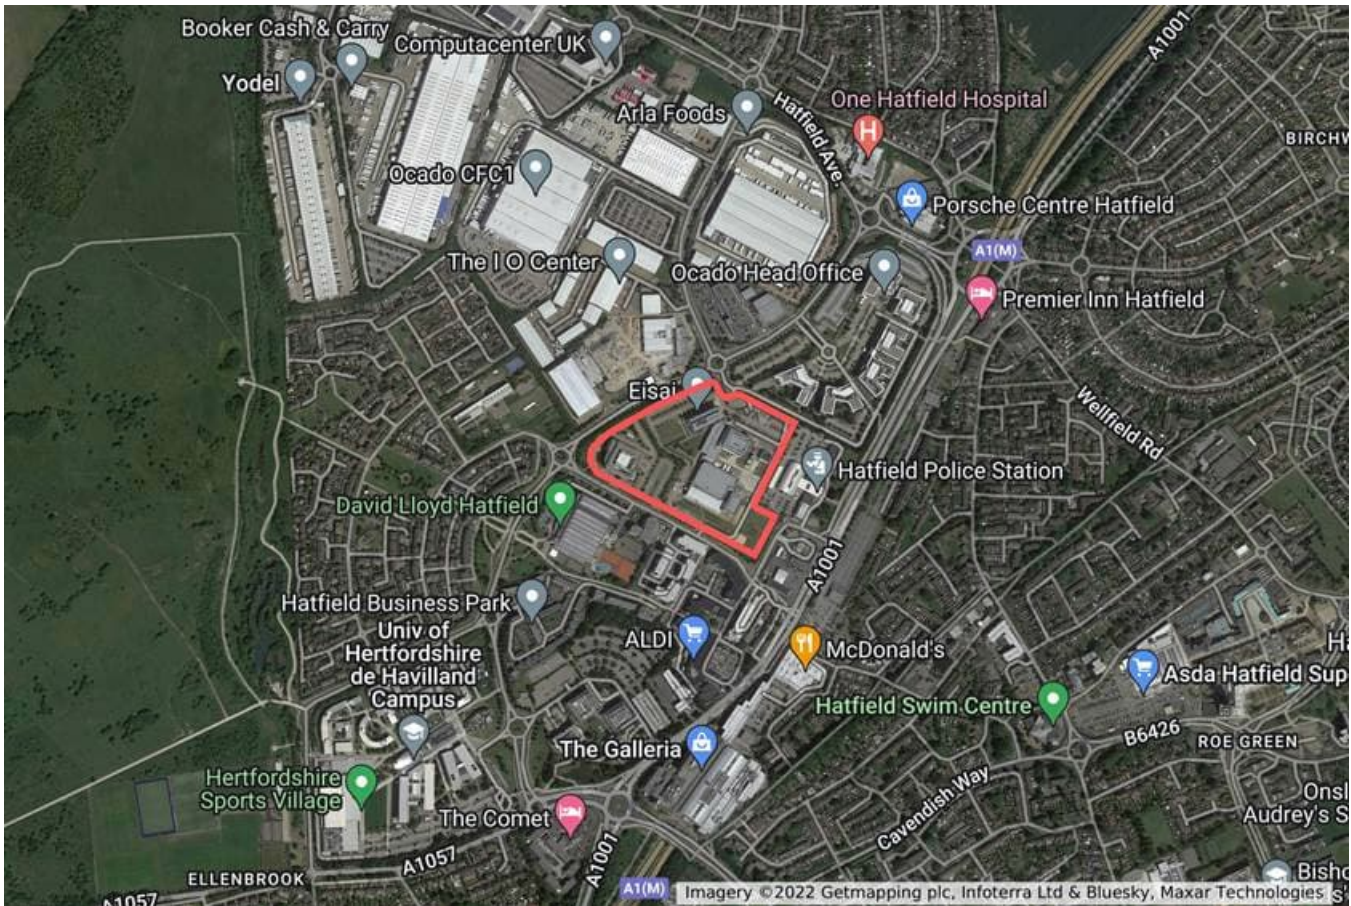 A1001
Booker Cash & Carry
Computacenter UK
Yodel
Hatfield Ave.
One Hatfield Hospital
Arla Foods
BIRCHW
Ocado CFC1
Porsche Centre Hatfield
A1(M)
The I O Center
Ocado Head Office
Premier Inn Hatfield
Eisai
Wellfield Rd
Hatfield Police Station
David Lloyd Hatfield
A1001
Hatfield Business Park
Univ of
Hertfordshire
de Havilland
Campus
ALDI
McDonald's
Asda Hatfield Sup
Hatfield Swim Centre
B6426
ROE GREEN
The Galleria
Hertfordshire
Sports Village
Cavendish Way
Onsl
Audrey's S
The Comet
A1057
A1001
ELLENBROOK
A1057
A1(M)
Bisho
Imagery ©2022 Getmapping plc, Infoterra Ltd & Bluesky, Maxar Technologies